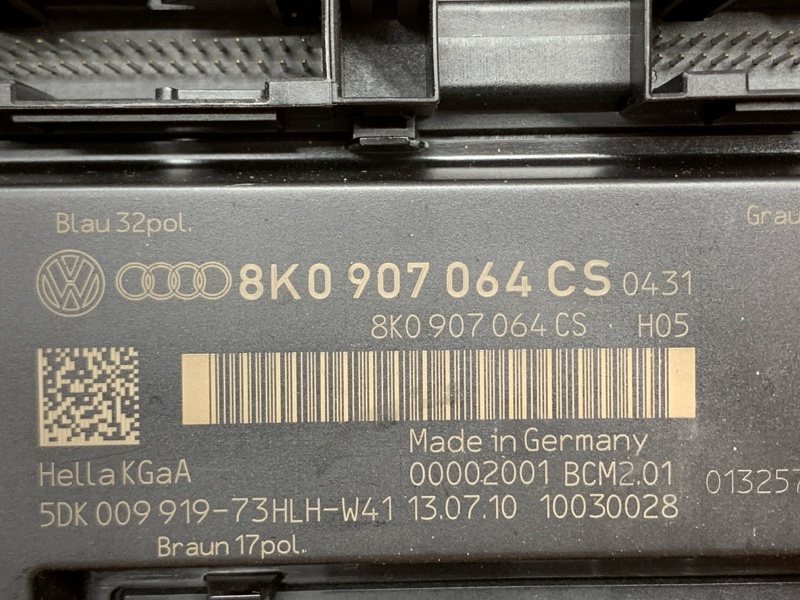 Blau 32pol.
Grau
8K0 907 064 CS 0431
8K0 907 064 CS H05
Made in Germany
Hella KGaA
00002001 BCM2.01
013257
5DK 009 919-73HLH-W41 13.07.10 10030028
Braun 17pol.